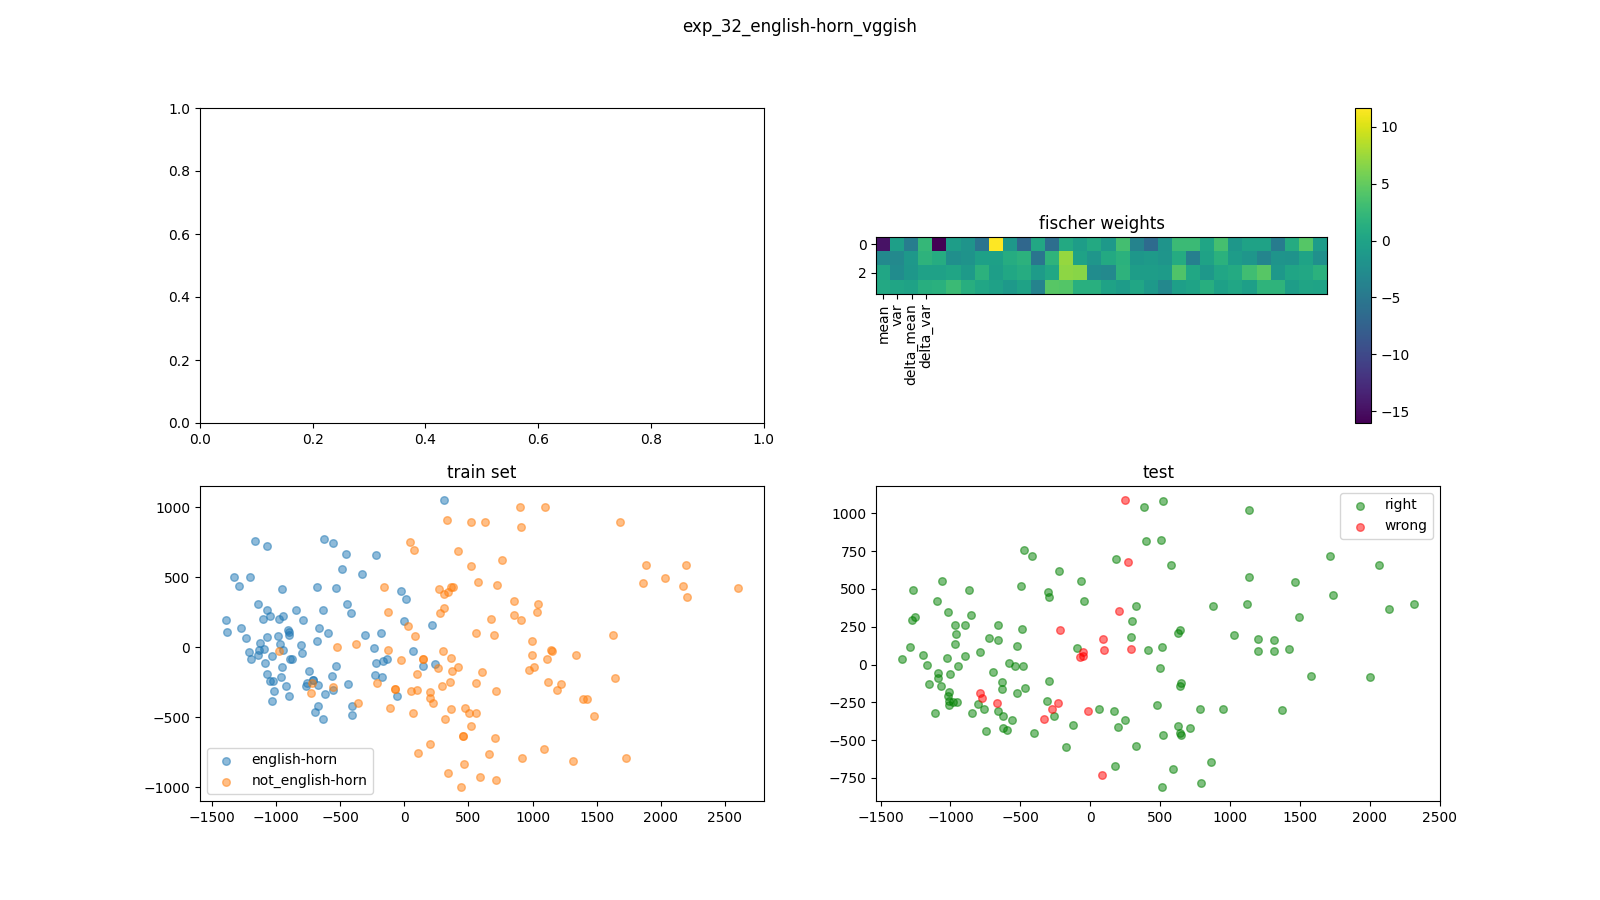 exp_32_english-horn_vggish
1.0
0.8
0.6
0.4
0.2
0.0
0.0 0.2 0.4 0.6 0.8 1.0
fischer weights
0
2
mean
var
delta_mean
delta_var
10
5
0
−5
−10
−15
train set
1000
500
0
−500
−1000
−1500 −1000 −500 0 500 1000 1500 2000 2500
english-horn
not_english-horn
test
1000
750
500
250
0
−250
−500
−750
−1500 −1000 −500 0 500 1000 1500 2000 2500
right
wrong